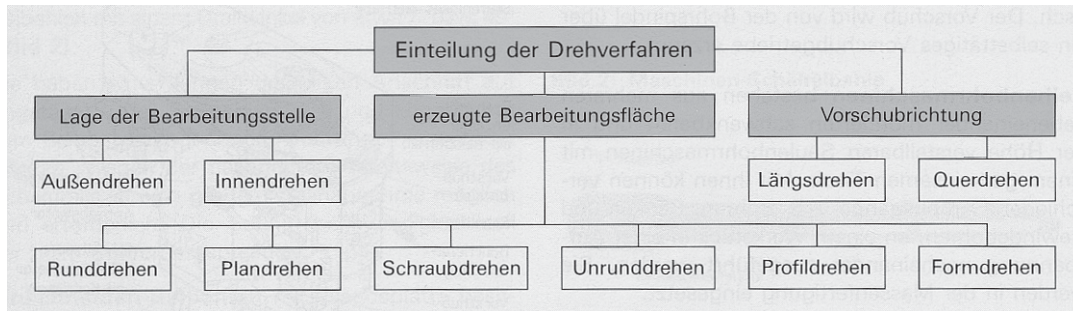 Einteilung der Drehverfahren
Lage der Bearbeitungsstelle
erzeugte Bearbeitungsfläche
Vorschubrichtung
Außendrehen
Innendrehen
Längsdrehen
Querdrehen
Runddrehen
Plandrehen
Schraubdrehen
Unrunddrehen
Profildrehen
Formdrehen